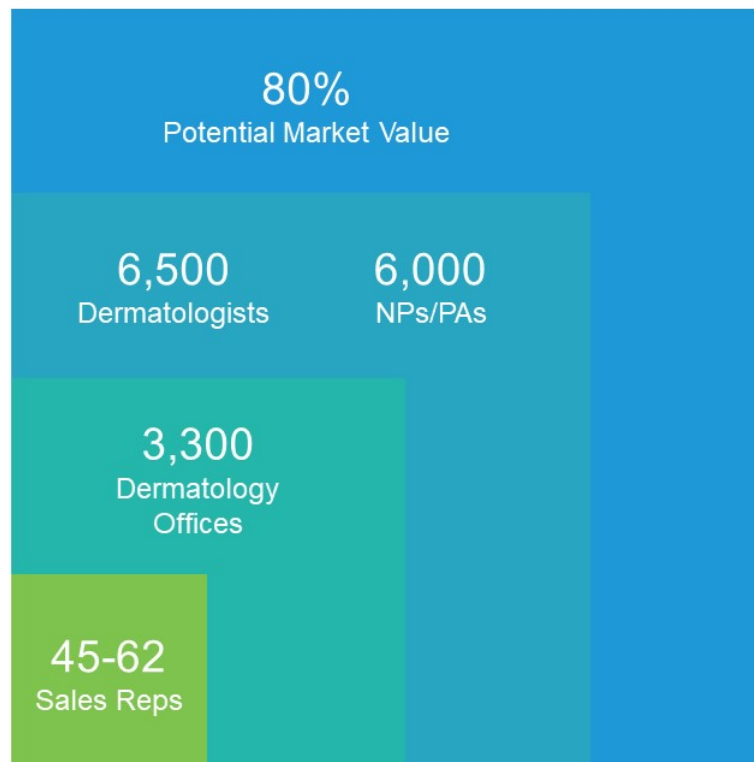 80%
Potential Market Value
6,500
Dermatologists
6,000
NPs/PAs
3,300
Dermatology
Offices
45-62
Sales Reps